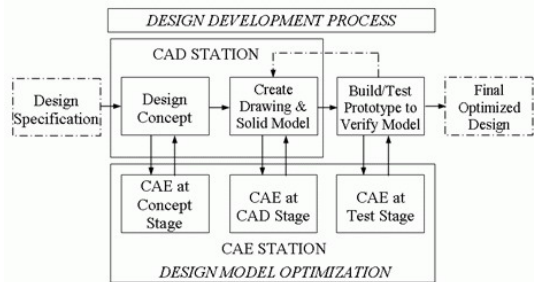 DESIGN DEVELOPMENT PROCESS
CAD STATION
Design
Specification
Design
Concept
Create
Drawing &
Solid Model
Build/Test
Prototype to
Verify Model
Final
Optimized
Design
CAE at
Concept
Stage
CAE at
CAD Stage
CAE at
Test Stage
CAE STATION
DESIGN MODEL OPTIMIZATION